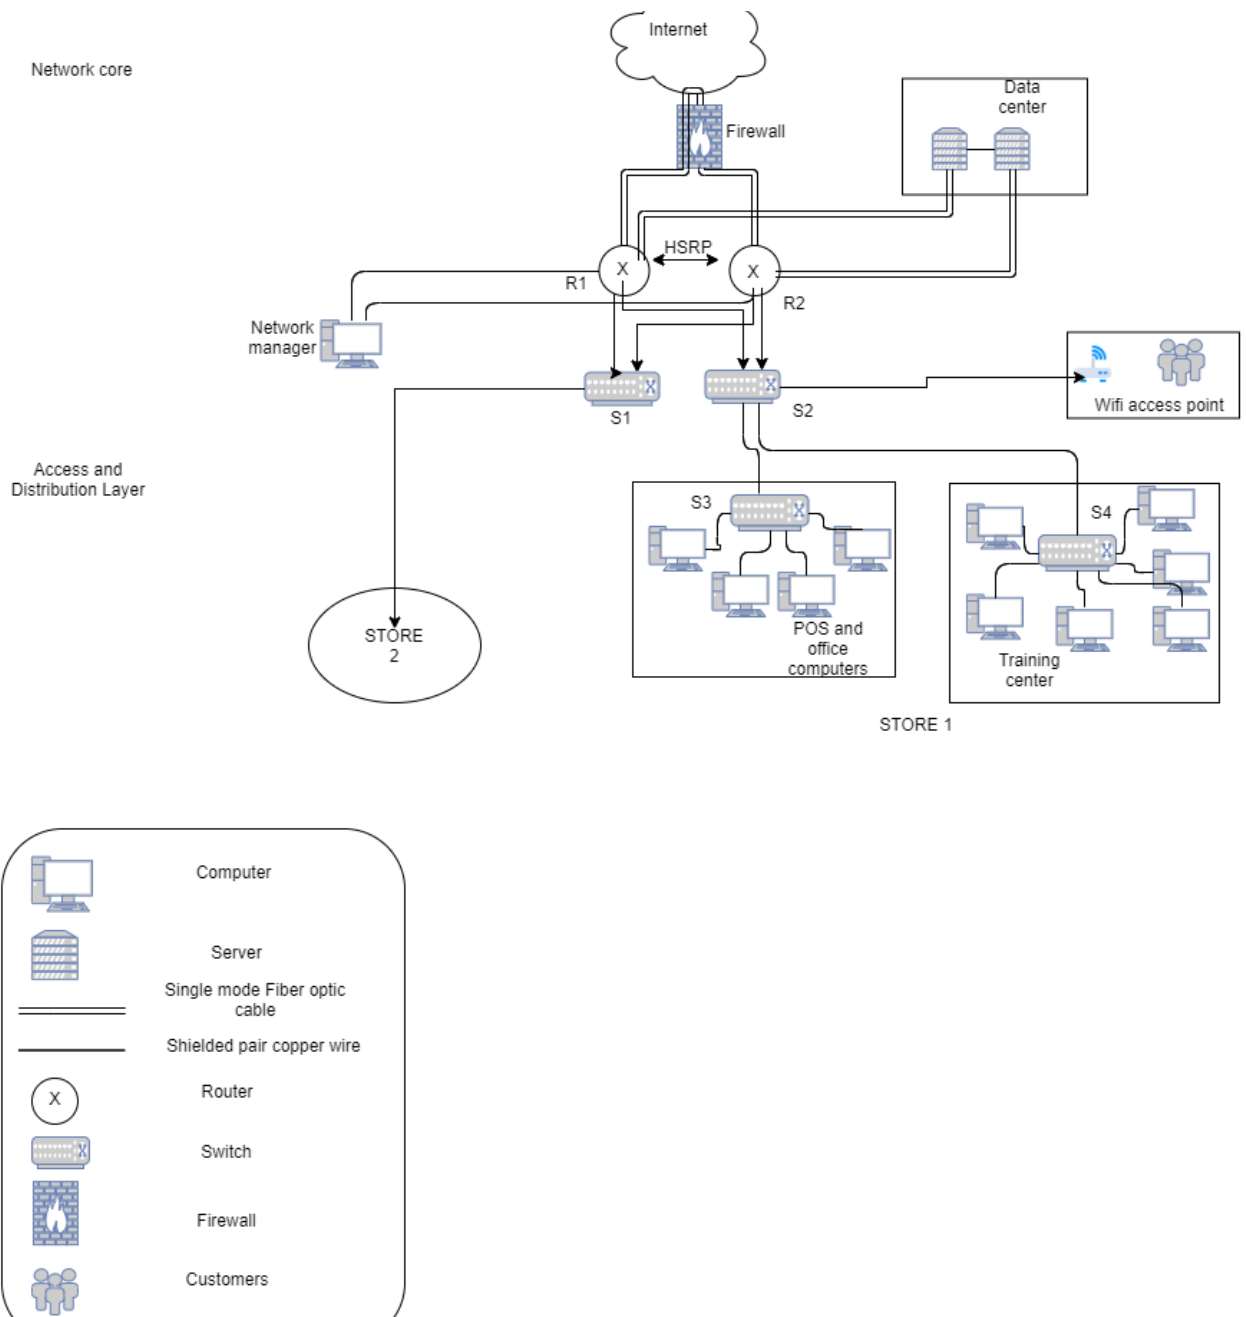 Internet
Network core
Data
center
Firewall
HSRP
X
X
R1
R2
Network
manager
Wifi access point
S1
S2
Access and
Distribution Layer
S3
S4
STORE
2
POS and
office
computers
Training
center
STORE 1
Computer
Server
Single mode Fiber optic
cable
Shielded pair copper wire
X
Router
Switch
Firewall
Customers